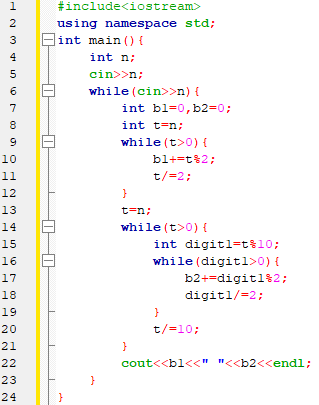 1 #include<iostream>
2 using namespace std;
3 int main(){
4 int n;
5 cin>>n;
6 while(cin>>n){
7 int b1=0,b2=0;
8 int t=n;
9 while(t>0){
10 b1+=t%2;
11 t/=2;
12 }
13 t=n;
14 while(t>0){
15 int digit1=t%10;
16 while(digit1>0){
17 b2+=digit1%2;
18 digit1/=2;
19 }
20 t/=10;
21 }
22 cout<<b1<<" "<<b2<<endl;
23 }
24 }